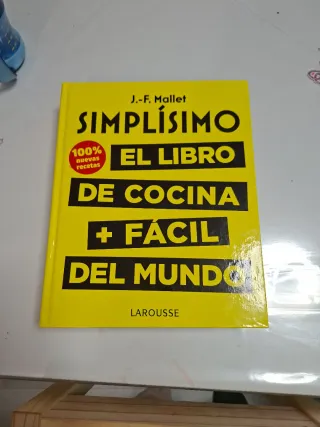 J.-F. Mallet
SIMPLÍSIMO
100%
nuevas
recetas
EL LIBRO
DE COCINA
+ FÁCIL
DEL MUNDO
LAROUSSE